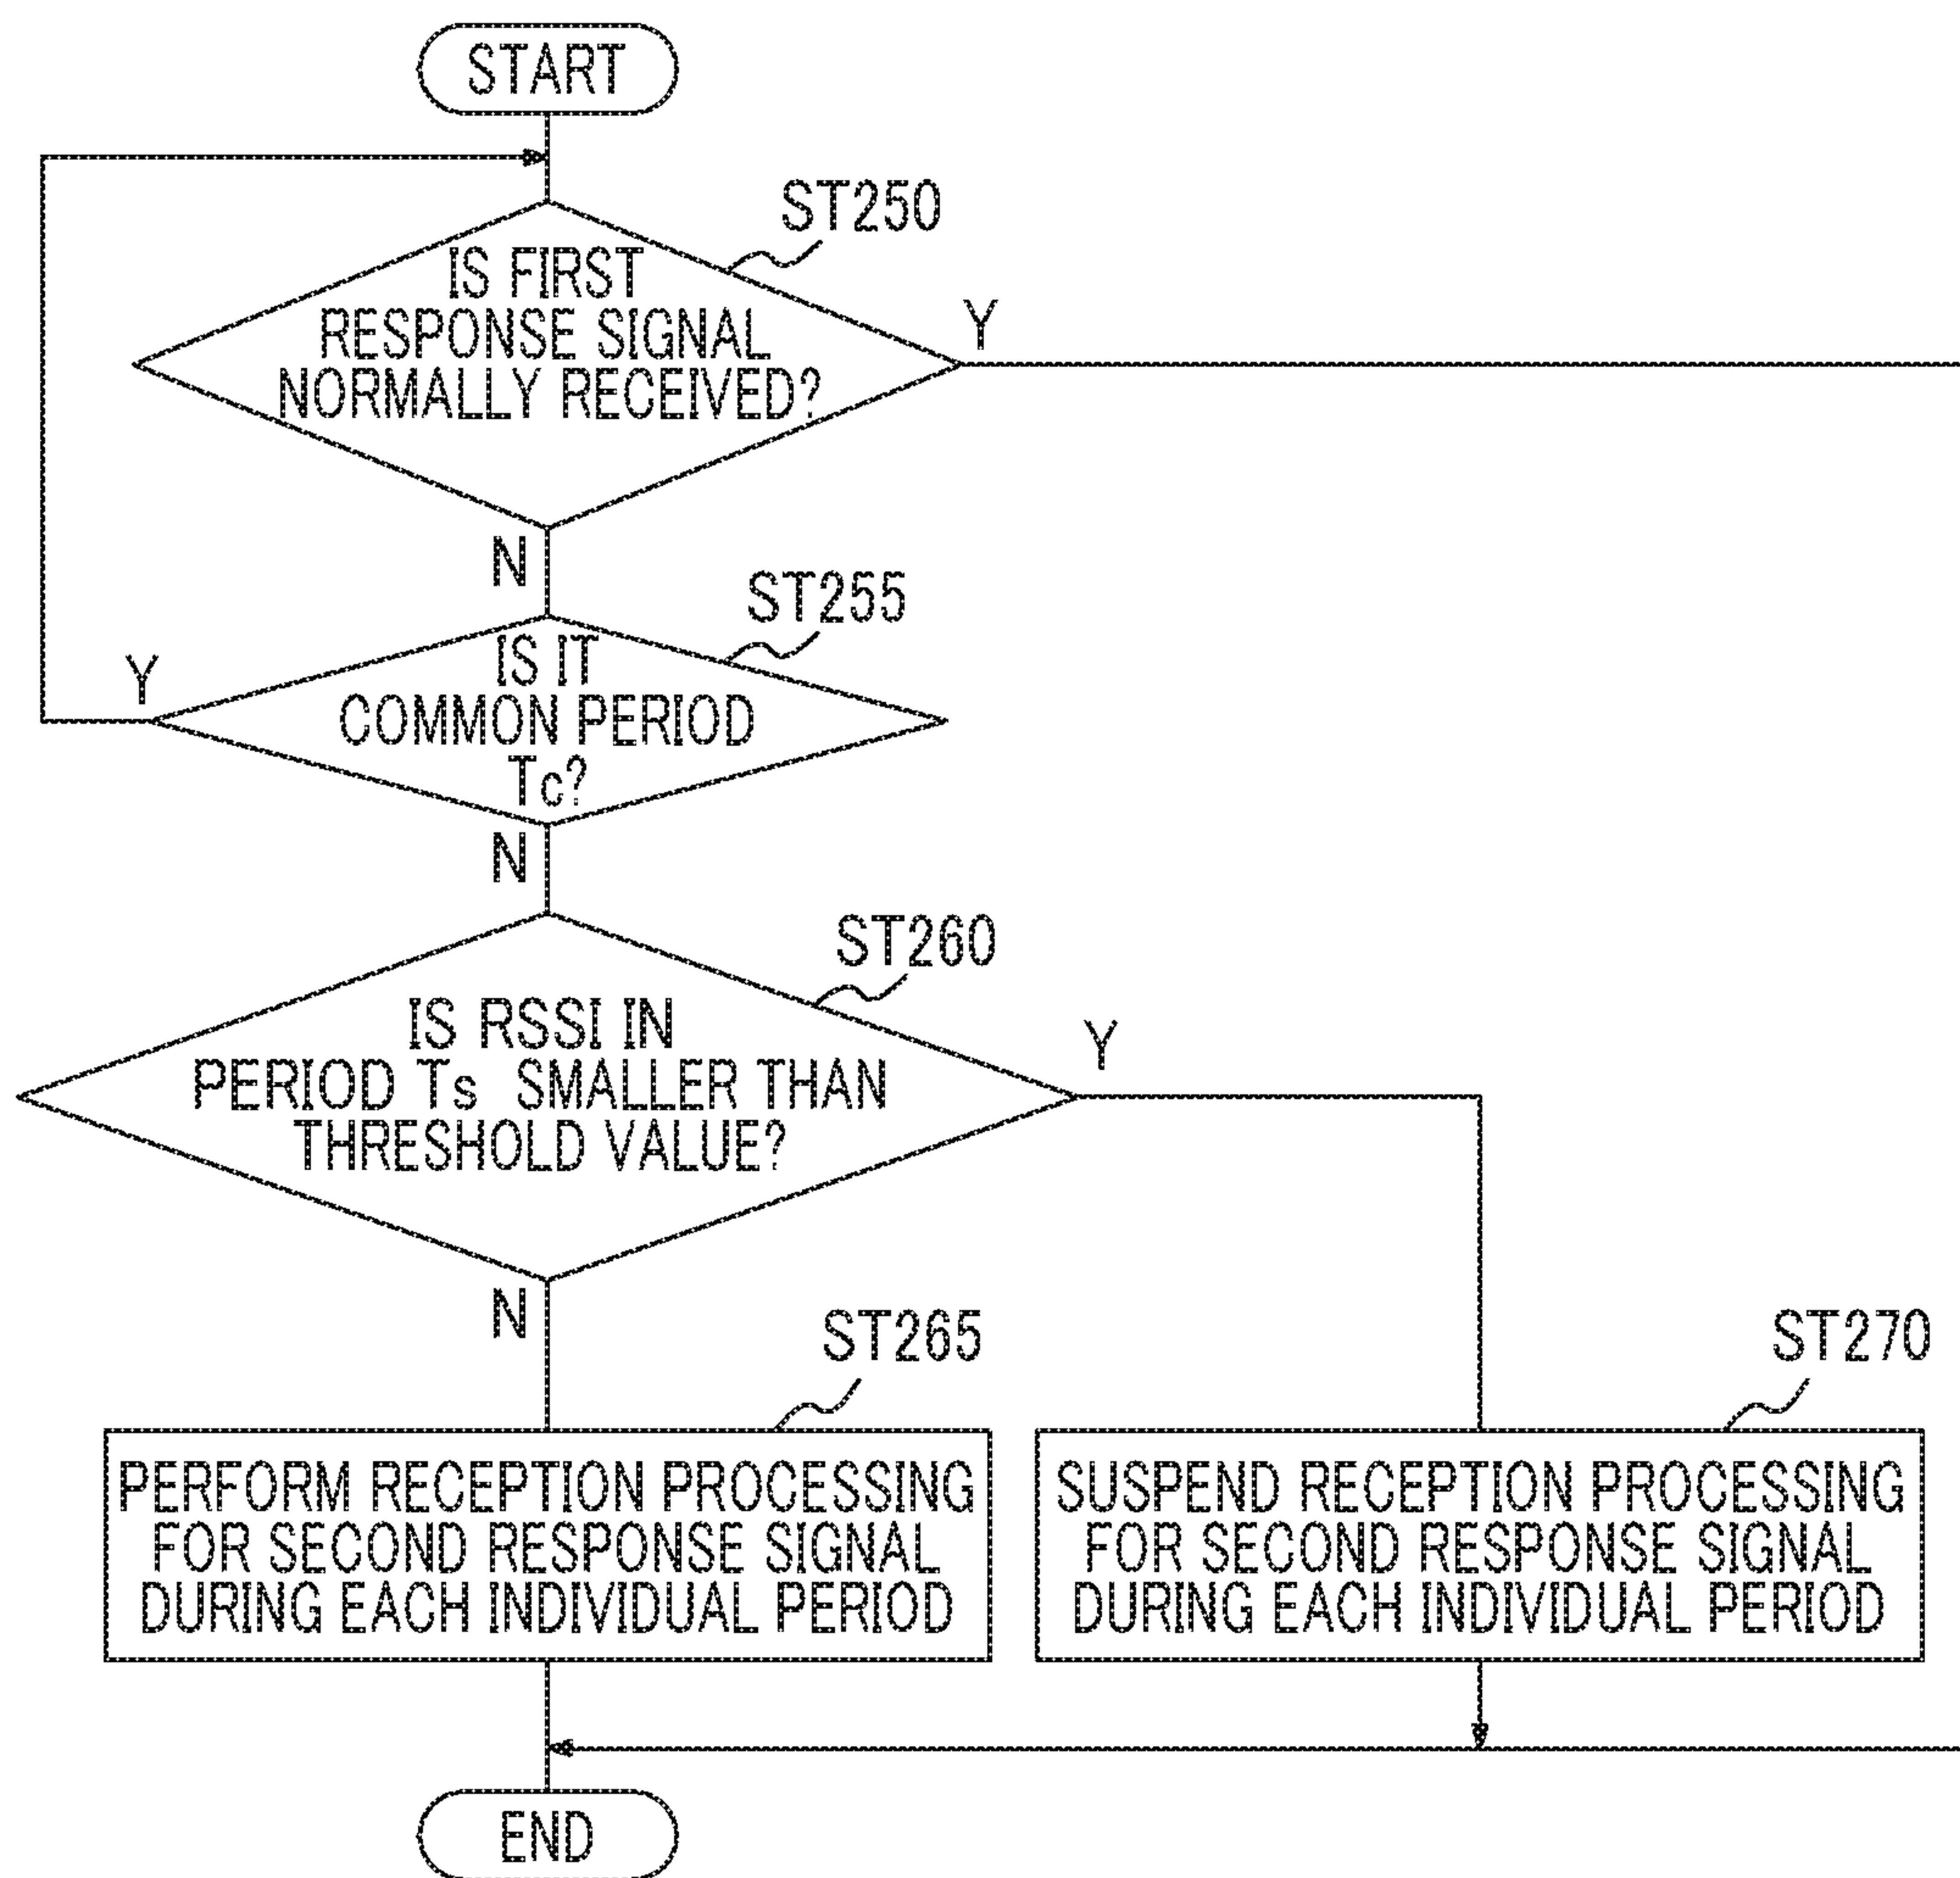 START
ST250
IS FIRST
RESPONSE SIGNAL
NORMALLY RECEIVED?
Y
N
ST255
IS IT
COMMON PERIOD
Tc?
Y
N
ST260
IS RSSI IN
PERIOD Ts SMALLER THAN
THRESHOLD VALUE?
Y
N
ST265
PERFORM RECEPTION PROCESSING
FOR SECOND RESPONSE SIGNAL
DURING EACH INDIVIDUAL PERIOD
ST270
SUSPEND RECEPTION PROCESSING
FOR SECOND RESPONSE SIGNAL
DURING EACH INDIVIDUAL PERIOD
END